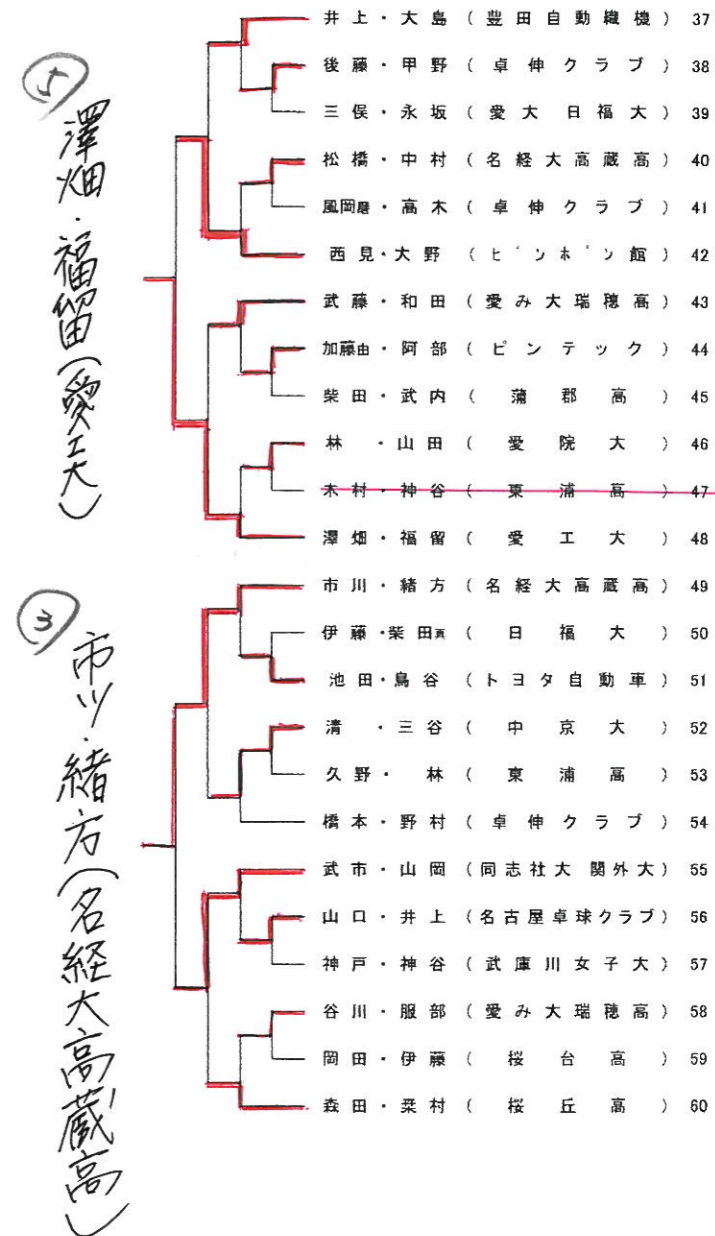 井上・大島 (豊田自動織機) 37
後藤・甲野 (卓伸クラブ) 38
三俣・永坂 (愛大 日福大) 39
松橋・中村 (名経大高蔵高) 40
風岡磨・高木 (卓伸クラブ) 41
西見・大野 (ピンポン館) 42
武藤・和田 (愛み大瑞穂高) 43
加藤由・阿部 (ピンテック) 44
柴田・武内 (蒲郡高) 45
林・山田 (愛院大) 46
木村・神谷 (東浦高) 47
澤畑・福留 (愛工大) 48
⑤ 澤畑・福留(愛工大)
市川・緒方 (名経大高蔵高) 49
伊藤・柴田真 (日福大) 50
池田・鳥谷 (トヨタ自動車) 51
清・三谷 (中京大) 52
久野・林 (東浦高) 53
橋本・野村 (卓伸クラブ) 54
武市・山岡 (同志社大 関外大) 55
山口・井上 (名古屋卓球クラブ) 56
神戸・神谷 (武庫川女子大) 57
谷川・服部 (愛み大瑞穂高) 58
岡田・伊藤 (桜台高) 59
森田・栗村 (桜丘高) 60
③ 市川・緒方(名経大高蔵高)